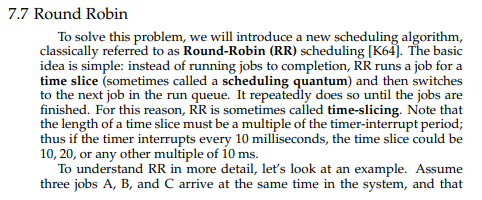 7.7 Round Robin
To solve this problem, we will introduce a new scheduling algorithm,
classically referred to as Round-Robin (RR) scheduling [K64]. The basic
idea is simple: instead of running jobs to completion, RR runs a job for a
time slice (sometimes called a scheduling quantum) and then switches
to the next job in the run queue. It repeatedly does so until the jobs are
finished. For this reason, RR is sometimes called time-slicing. Note that
the length of a time slice must be a multiple of the timer-interrupt period;
thus if the timer interrupts every 10 milliseconds, the time slice could be
10, 20, or any other multiple of 10 ms.
To understand RR in more detail, let's look at an example. Assume
three jobs A, B, and C arrive at the same time in the system, and that